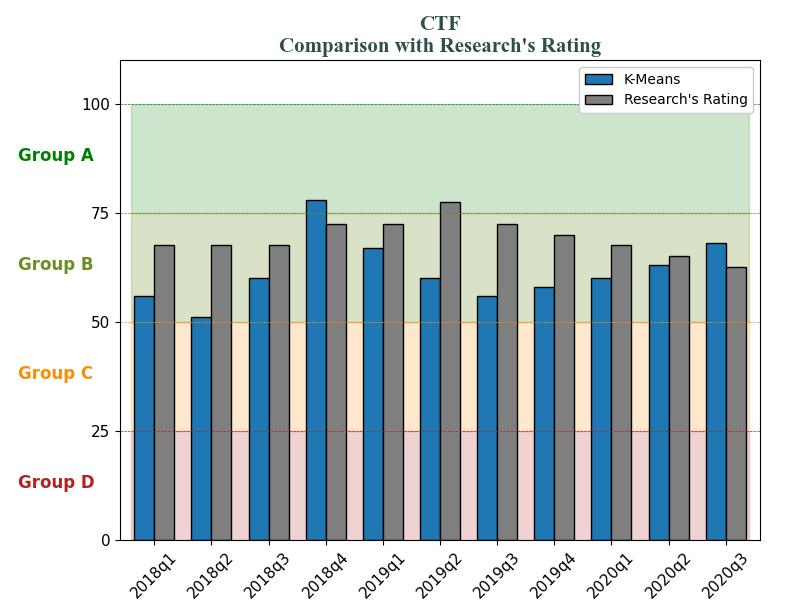 CTF
Comparison with Research's Rating
K-Means
Research's Rating
100
Group A
75
Group B
50
Group C
25
Group D
0
2018q1
2018q2
2018q3
2018q4
2019q1
2019q2
2019q3
2019q4
2020q1
2020q2
2020q3